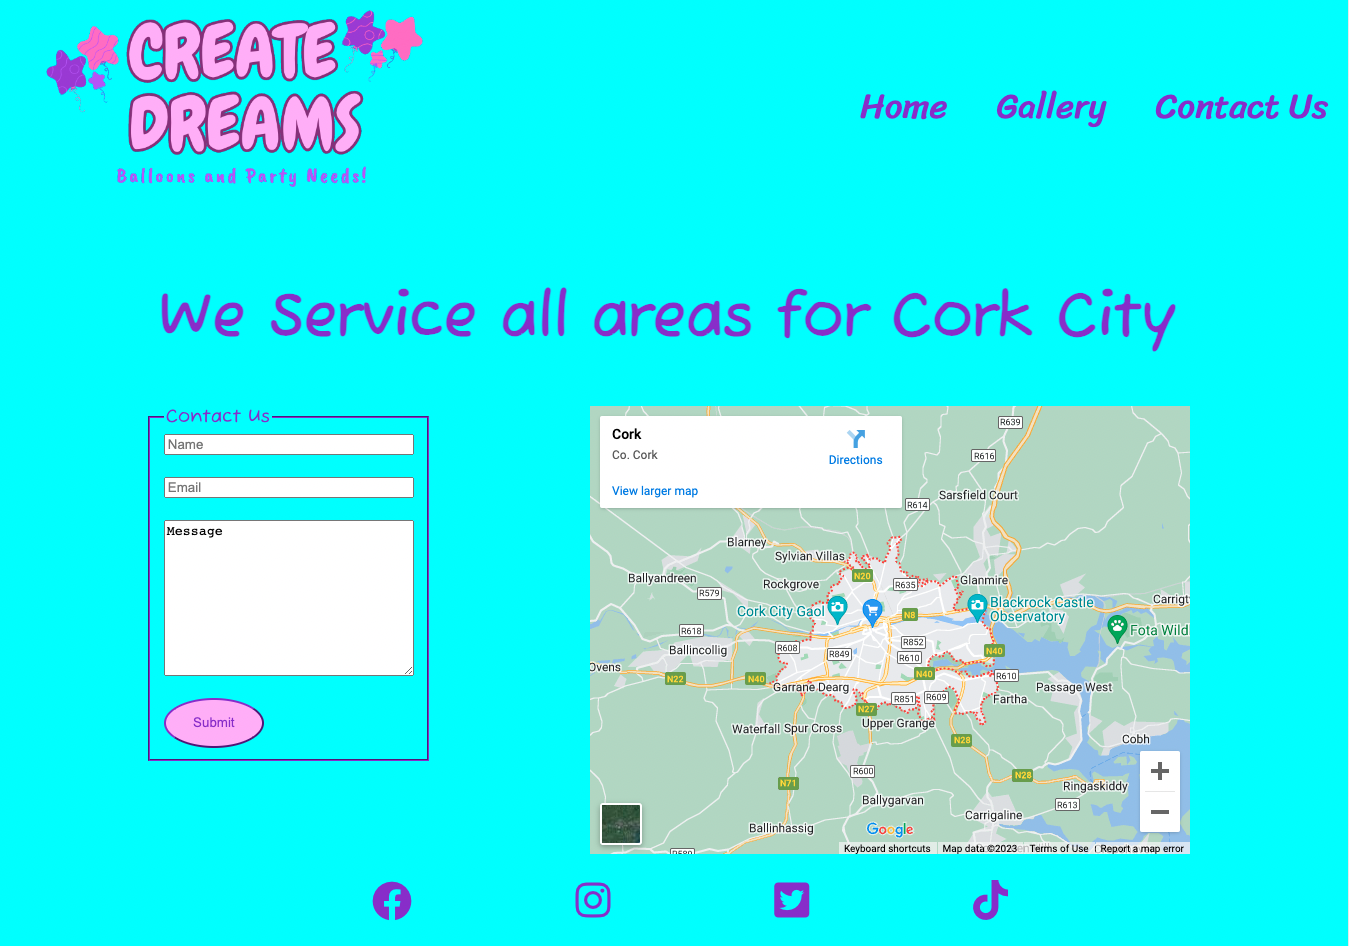 CREATE
DREAMS
Balloons and Party Needs!
Home Gallery Contact Us
We Service all areas for Cork City
Contact Us
Name
Email
Message
Submit
Cork
Co. Cork
Directions
View larger map
R639
R616
Sarsfield Court
R614
Blarney
Sylvian Villas
N20
Ballyandreen
Rockgrove
R635
Glanmire
R579
Cork City Gaol
N8
Blackrock Castle
Observatory
Carrigt
Fota Wild
R618
R852
Ballincollig
R608
R849
R610
N40
Ovens
N22
N40
N40
R610
Garrane Dearg
R851
R609
Fartha
Passage West
N27
Waterfall
Spur Cross
Upper Grange
N28
Cobh
R600
N71
N28
Ringaskiddy
Ballygarvan
R613
Carrigaline
Ballinhassig
Google
Keyboard shortcuts
Map data ©2023
Terms of Use
Report a map error